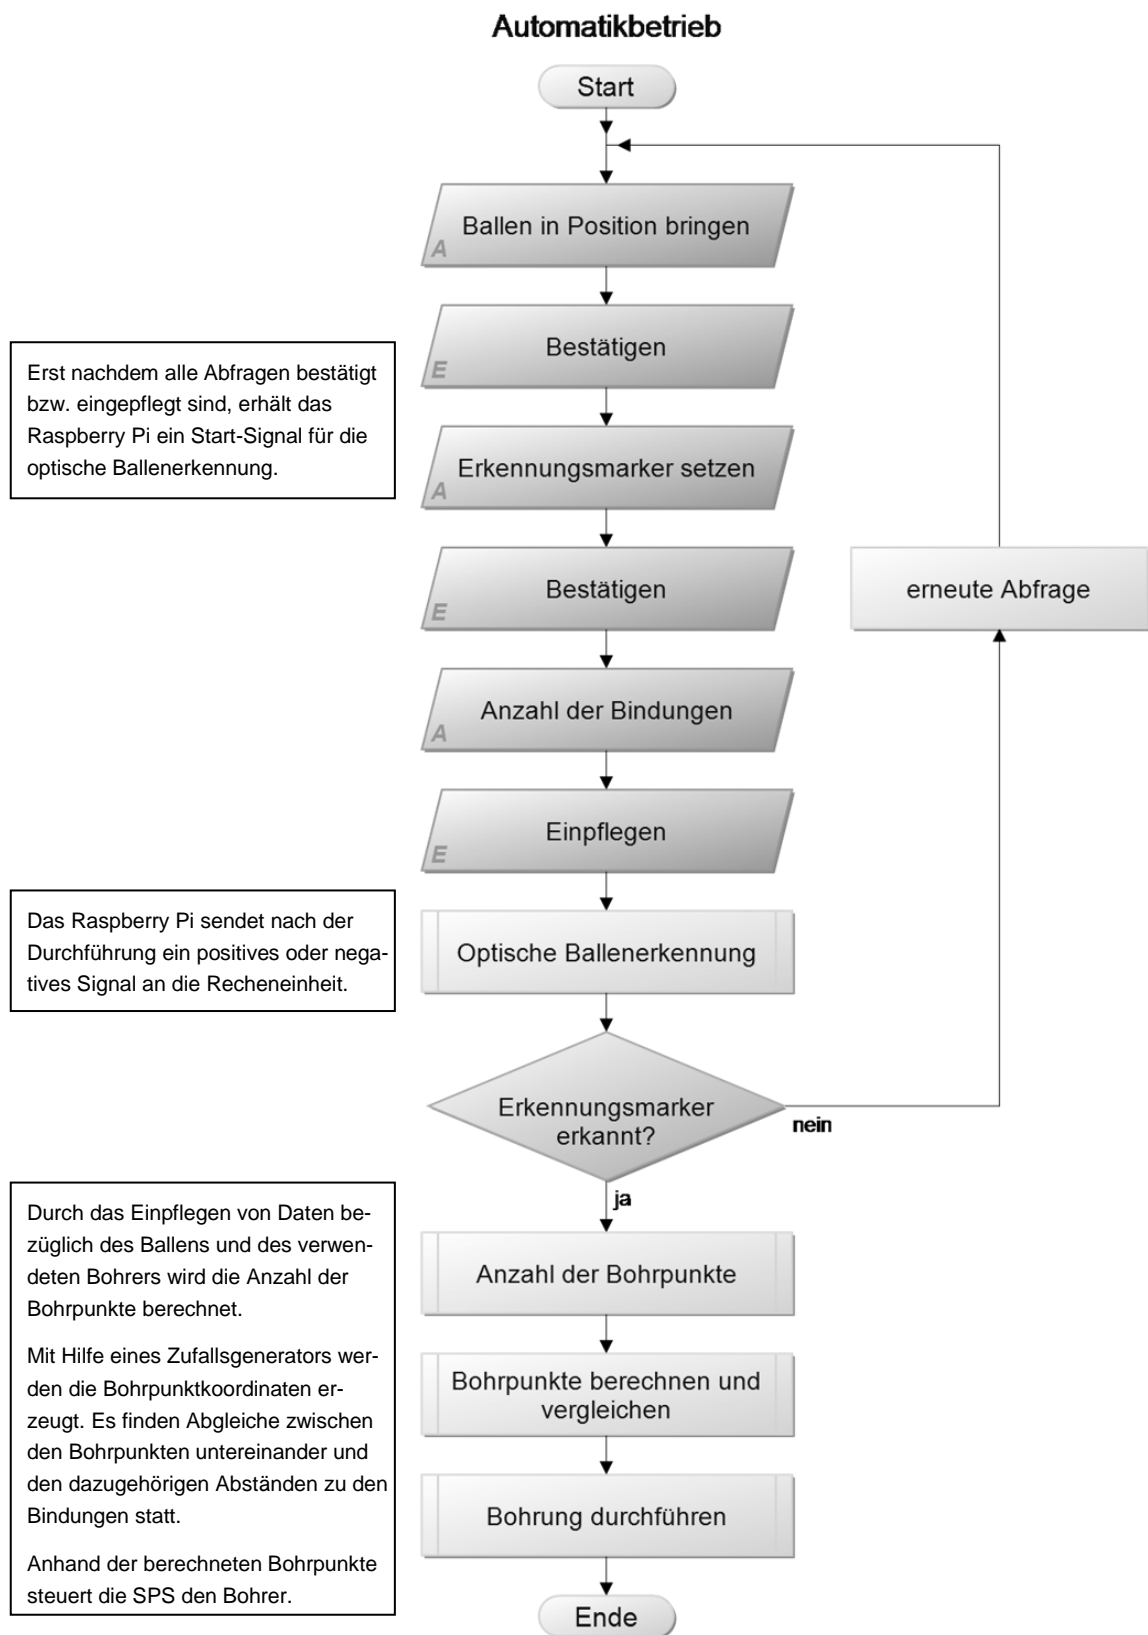 Automatikbetrieb
Start
Ballen in Position bringen
A
Bestätigen
E
Erst nachdem alle Abfragen bestätigt
bzw. eingepflegt sind, erhält das
Raspberry Pi ein Start-Signal für die
optische Ballenerkennung.
Erkennungsmarker setzen
A
Bestätigen
E
erneute Abfrage
Anzahl der Bindungen
A
Einpflegen
E
Das Raspberry Pi sendet nach der
Durchführung ein positives oder nega-
tives Signal an die Recheneinheit.
Optische Ballenerkennung
Erkennungsmarker
erkannt?
nein
ja
Durch das Einpflegen von Daten be-
züglich des Ballens und des verwen-
deten Bohrers wird die Anzahl der
Bohrpunkte berechnet.
Mit Hilfe eines Zufallsgenerators wer-
den die Bohrpunktkoordinaten er-
zeugt. Es finden Abgleiche zwischen
den Bohrpunkten untereinander und
den dazugehörigen Abständen zu den
Bindungen statt.
Anhand der berechneten Bohrpunkte
steuert die SPS den Bohrer.
Anzahl der Bohrpunkte
Bohrpunkte berechnen und
vergleichen
Bohrung durchführen
Ende